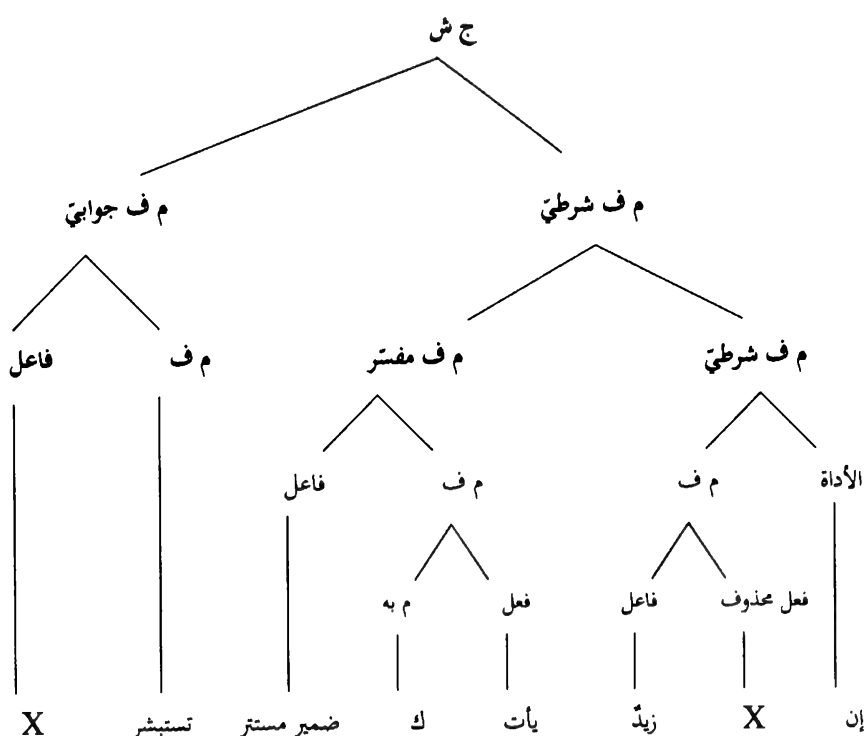 ج ش
م ف شرطيّ م ف جوابيّ
م ف شرطيّ م ف مفسّر م ف فاعل
الأداة م ف م ف فاعل
فعل محذوف فاعل فعل م به
إن X زيدٌ يأت ك ضمير مستتر تستبشر X